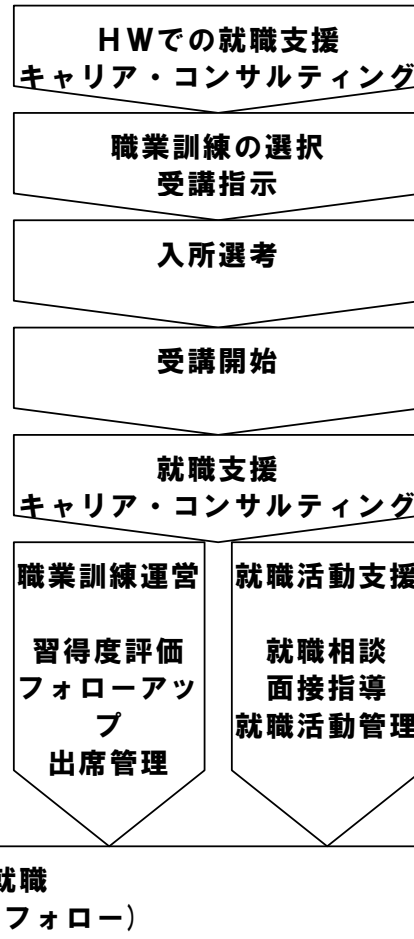 HWでの就職支援
キャリア・コンサルティング
職業訓練の選択
受講指示
入所選考
受講開始
就職支援
キャリア・コンサルティング
職業訓練運営
習得度評価
フォローアッ
プ
出席管理
就職活動支援
就職相談
面接指導
就職活動管理
就職
フォロー)